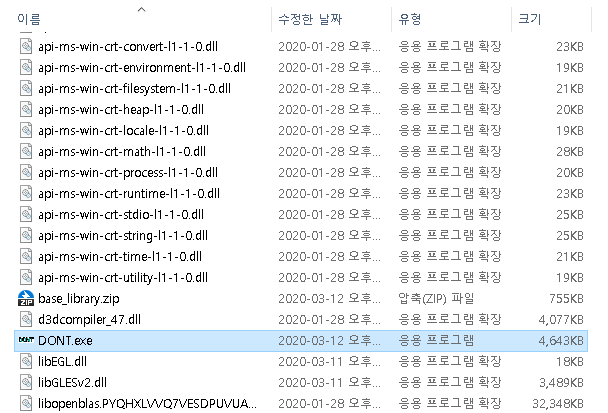 이름 수정한 날짜 유형 크기
api-ms-win-crt-convert-l1-1-0.dll 2020-01-28 오후... 응용 프로그램 확장 23KB
api-ms-win-crt-environment-l1-1-0.dll 2020-01-28 오후... 응용 프로그램 확장 19KB
api-ms-win-crt-filesystem-l1-1-0.dll 2020-01-28 오후... 응용 프로그램 확장 21KB
api-ms-win-crt-heap-l1-1-0.dll 2020-01-28 오후... 응용 프로그램 확장 20KB
api-ms-win-crt-locale-l1-1-0.dll 2020-01-28 오후... 응용 프로그램 확장 19KB
api-ms-win-crt-math-l1-1-0.dll 2020-01-28 오후... 응용 프로그램 확장 28KB
api-ms-win-crt-process-l1-1-0.dll 2020-01-28 오후... 응용 프로그램 확장 20KB
api-ms-win-crt-runtime-l1-1-0.dll 2020-01-28 오후... 응용 프로그램 확장 23KB
api-ms-win-crt-stdio-l1-1-0.dll 2020-01-28 오후... 응용 프로그램 확장 25KB
api-ms-win-crt-string-l1-1-0.dll 2020-01-28 오후... 응용 프로그램 확장 25KB
api-ms-win-crt-time-l1-1-0.dll 2020-01-28 오후... 응용 프로그램 확장 21KB
api-ms-win-crt-utility-l1-1-0.dll 2020-01-28 오후... 응용 프로그램 확장 19KB
ZIP base_library.zip 2020-03-12 오후... 압축(ZIP) 파일 755KB
d3dcompiler_47.dll 2020-01-28 오후... 응용 프로그램 확장 4,077KB
DONT DONT.exe 2020-03-12 오후... 응용 프로그램 4,643KB
libEGL.dll 2020-03-11 오후... 응용 프로그램 확장 18KB
libGLESv2.dll 2020-03-11 오후... 응용 프로그램 확장 3,489KB
libopenblas.PYQHXLVVQ7VESDPUVUA... 2020-01-28 오후... 응용 프로그램 확장 32,348KB